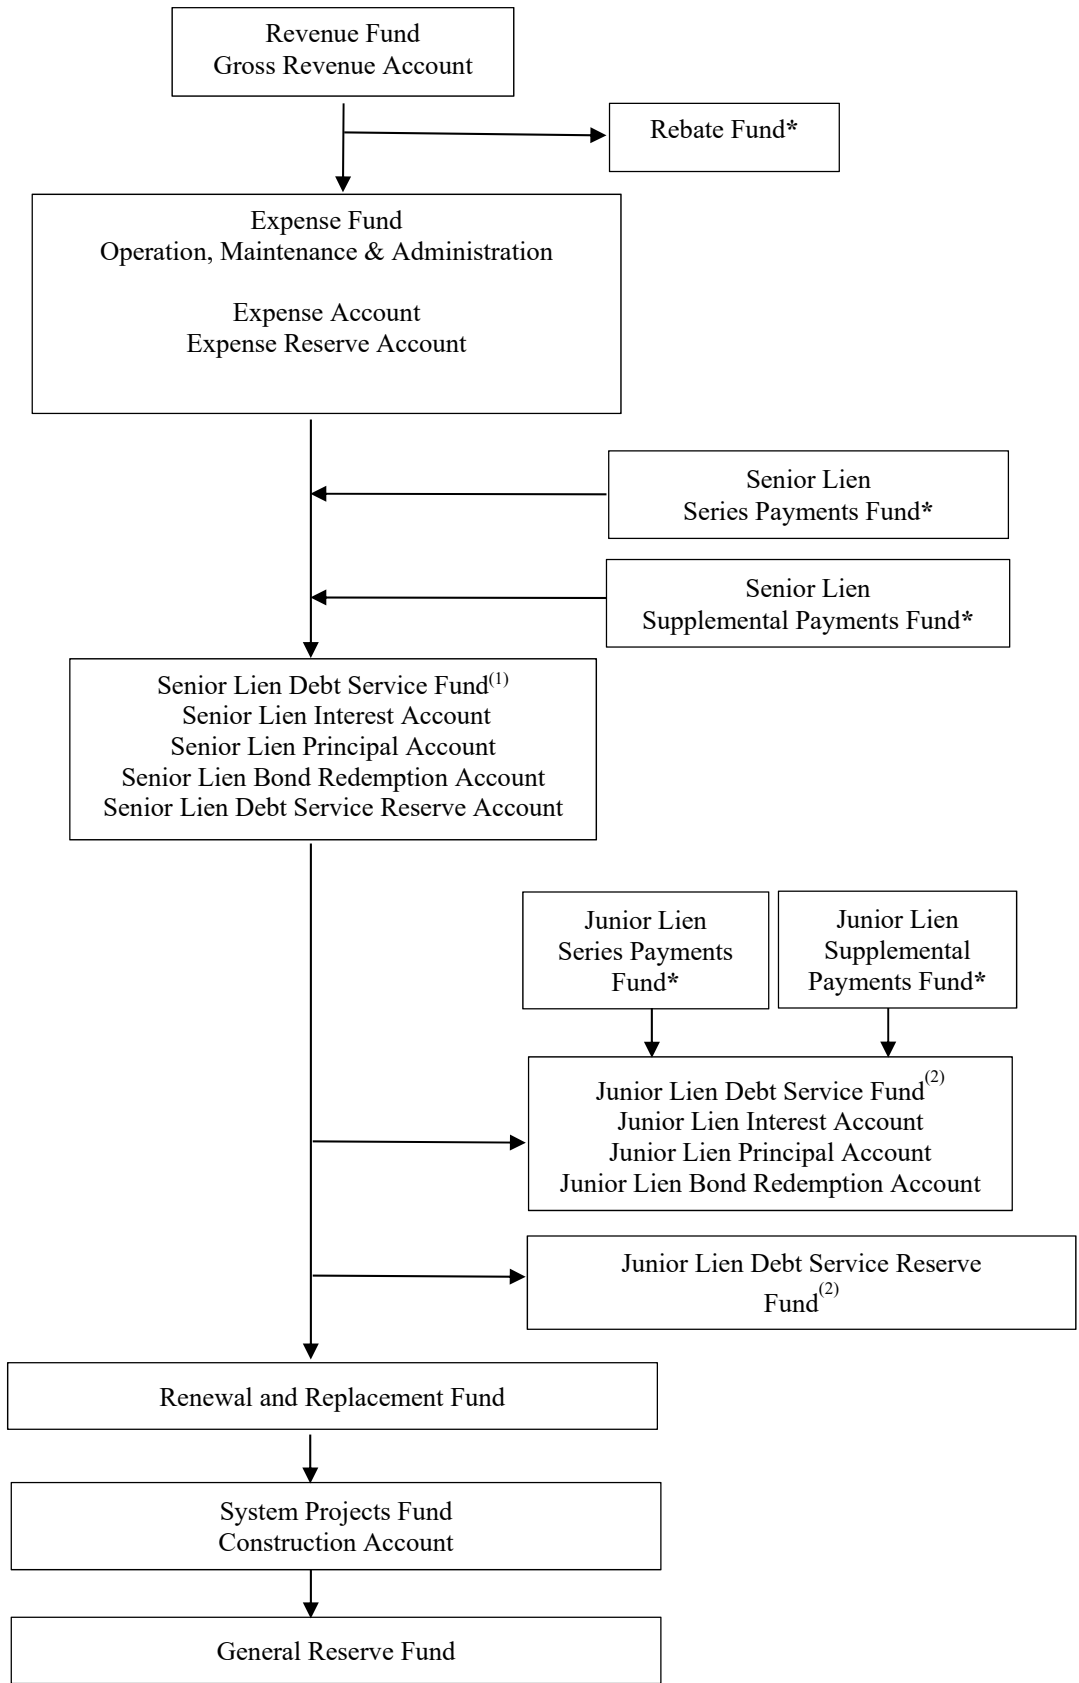 Revenue Fund
Gross Revenue Account
Rebate Fund*
Expense Fund
Operation, Maintenance & Administration
Expense Account
Expense Reserve Account
Senior Lien
Series Payments Fund*
Senior Lien
Supplemental Payments Fund*
Senior Lien Debt Service Fund(1)
Senior Lien Interest Account
Senior Lien Principal Account
Senior Lien Bond Redemption Account
Senior Lien Debt Service Reserve Account
Junior Lien
Series Payments
Fund*
Junior Lien
Supplemental
Payments Fund*
Junior Lien Debt Service Fund(2)
Junior Lien Interest Account
Junior Lien Principal Account
Junior Lien Bond Redemption Account
Junior Lien Debt Service Reserve
Fund(2)
Renewal and Replacement Fund
System Projects Fund
Construction Account
General Reserve Fund